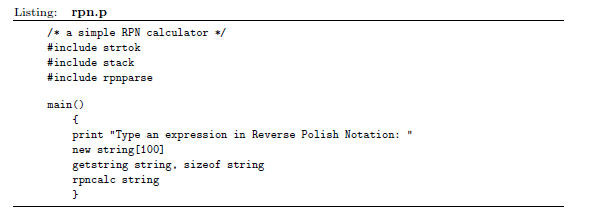 Listing: rpn.p
/* a simple RPN calculator */
#include strtok
#include stack
#include rpnparse
main()
{
print "Type an expression in Reverse Polish Notation: "
new string[100]
getstring string, sizeof string
rpncalc string
}